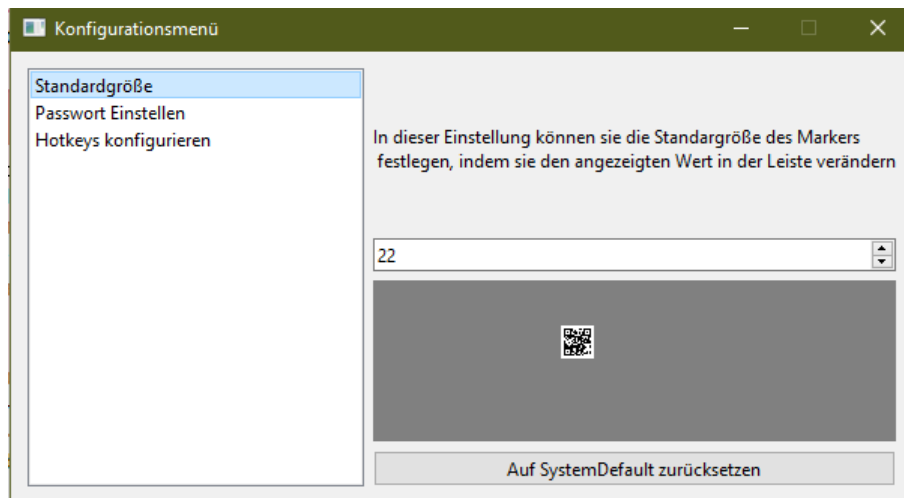 Konfigurationsmenü
Standardgröße
Passwort Einstellen
Hotkeys konfigurieren
In dieser Einstellung können sie die Standargröße des Markers
festlegen, indem sie den angezeigten Wert in der Leiste verändern
22
Auf SystemDefault zurücksetzen